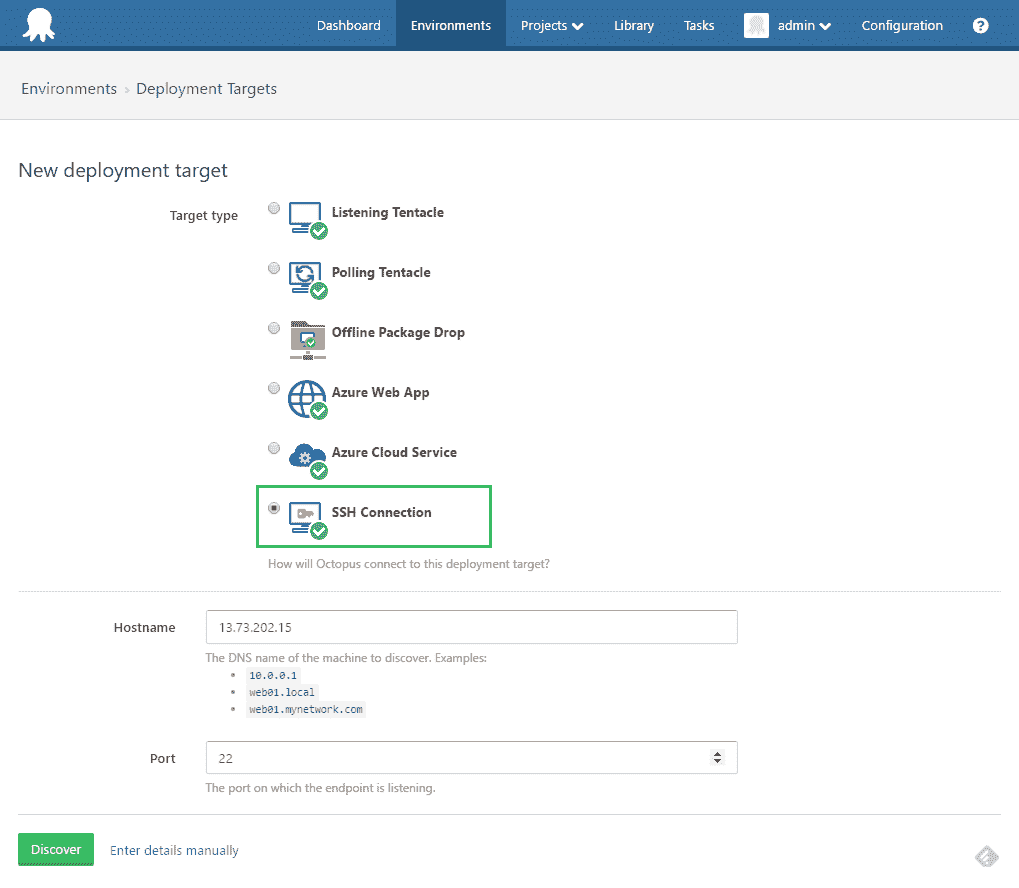 Dashboard Environments Projects Library Tasks admin Configuration ?
Environments › Deployment Targets
New deployment target
Target type
Listening Tentacle
Polling Tentacle
Offline Package Drop
Azure Web App
Azure Cloud Service
SSH Connection
How will Octopus connect to this deployment target?
Hostname 13.73.202.15
The DNS name of the machine to discover. Examples:
• 10.0.0.1
• web01.local
• web01.mynetwork.com
Port 22
The port on which the endpoint is listening.
Discover Enter details manually